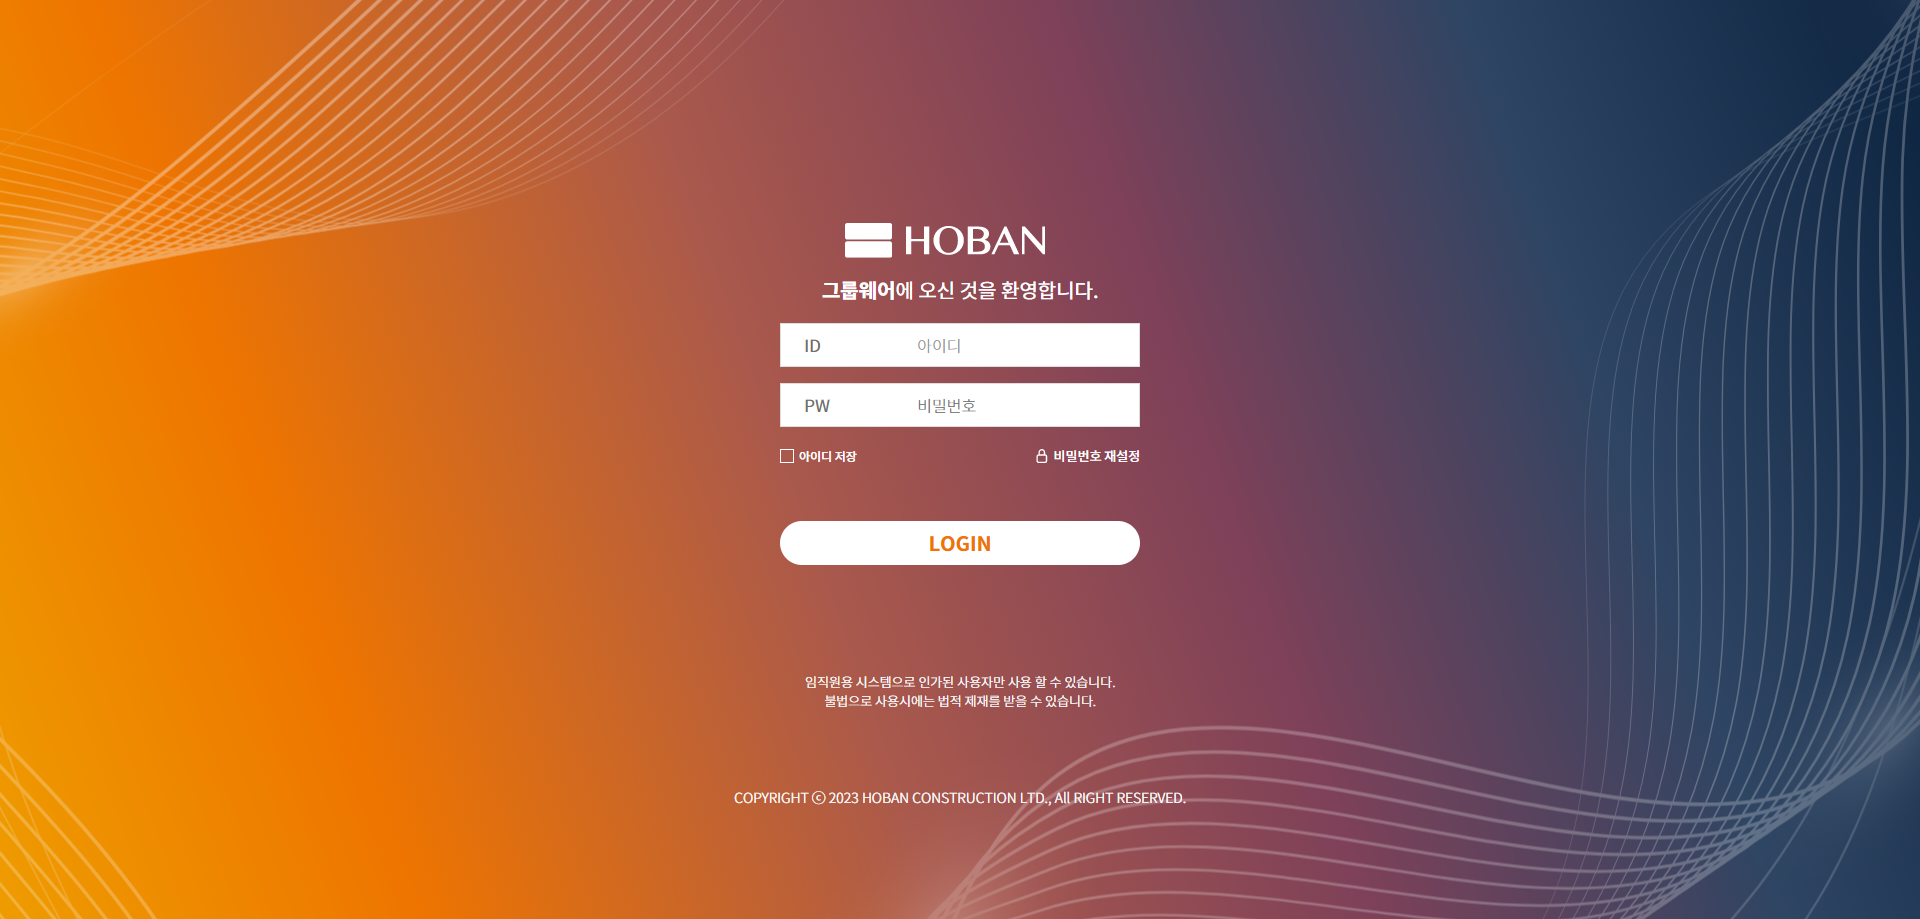 HOBAN
그룹웨어에 오신 것을 환영합니다.
ID 아이디
PW 비밀번호
아이디 저장 비밀번호 재설정
LOGIN
임직원용 시스템으로 인가된 사용자만 사용 할 수 있습니다.
불법으로 사용시에는 법적 제재를 받을 수 있습니다.
COPYRIGHT ⓒ 2023 HOBAN CONSTRUCTION LTD., All RIGHT RESERVED.